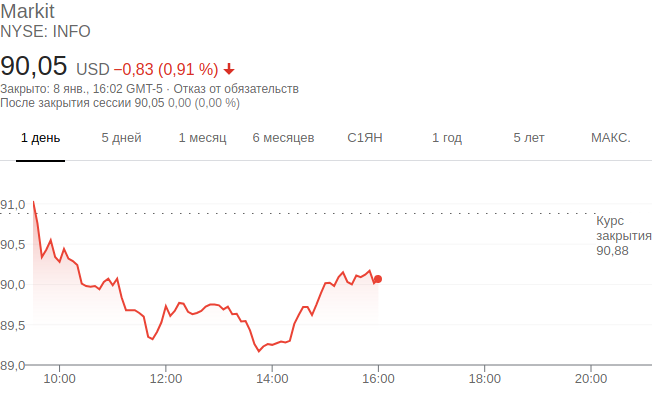 Markit
NYSE: INFO
90,05 USD −0,83 (0,91 %)
Закрыто: 8 янв., 16:02 GMT-5 · Отказ от обязательств
После закрытия сессии 90,05 0,00 (0,00 %)
1 день 5 дней 1 месяц 6 месяцев С1ЯН 1 год 5 лет МАКС.
91,0
Курс
закрытия
90,88
90,5
90,0
89,5
89,0
10:00 12:00 14:00 16:00 18:00 20:00